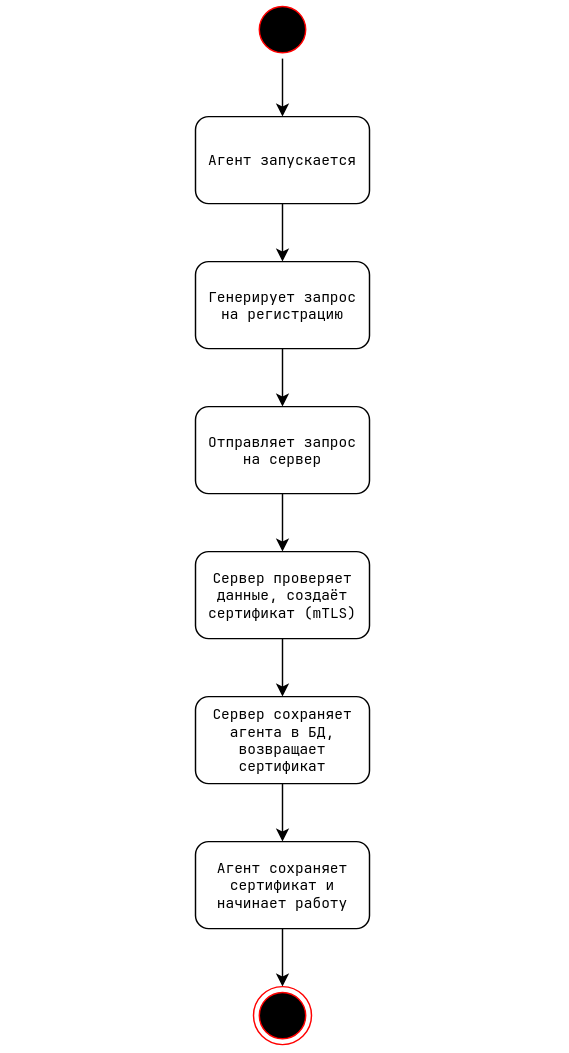 Агент запускается
Генерирует запрос
на регистрацию
Отправляет запрос
на сервер
Сервер проверяет
данные, создаёт
сертификат (mTLS)
Сервер сохраняет
агента в БД,
возвращает
сертификат
Агент сохраняет
сертификат и
начинает работу